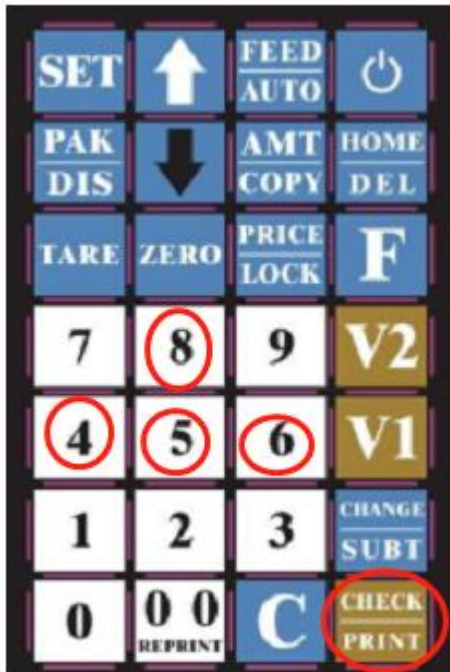 SET FEED
AUTO
PAK
DIS AMT
COPY HOME
DEL
TARE ZERO PRICE
LOCK F
7 8 9 V2
4 5 6 V1
1 2 3 CHANGE
SUBT
0 00
REPRINT C CHECK
PRINT